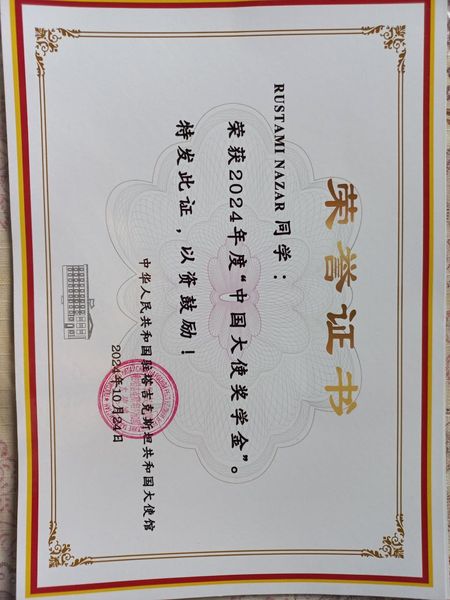 荣誉证书
RUSTAMI NAZAR 同学：
荣获2024年度“中国大使奖学金”。
特发此证，以资鼓励！
中华人民共和国驻塔吉克斯坦共和国大使馆
2024年10月24日